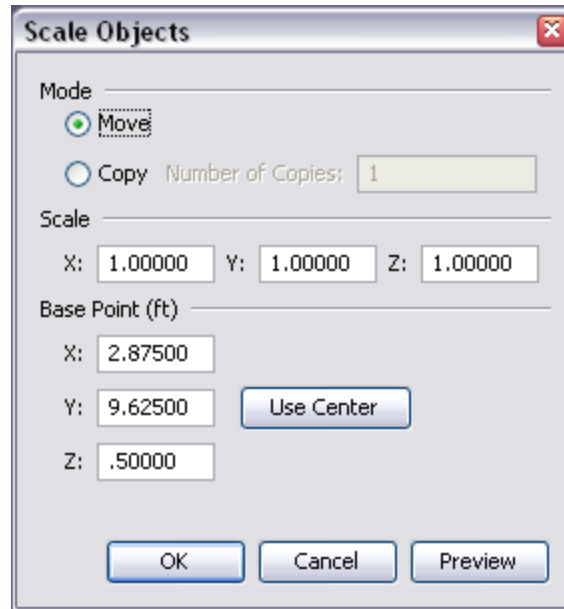 Scale Objects
Mode
Move
Copy Number of Copies: 1
Scale
X: 1.00000 Y: 1.00000 Z: 1.00000
Base Point (ft)
X: 2.87500
Y: 9.62500 Use Center
Z: .50000
OK Cancel Preview